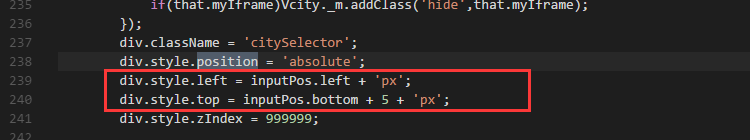 235 if(that.myIframe)Vcity._m.addClass('hide',that.myIframe);
236 });
237 div.className = 'citySelector';
238 div.style.position = 'absolute';
239 div.style.left = inputPos.left + 'px';
240 div.style.top = inputPos.bottom + 5 + 'px';
241 div.style.zIndex = 999999;
242